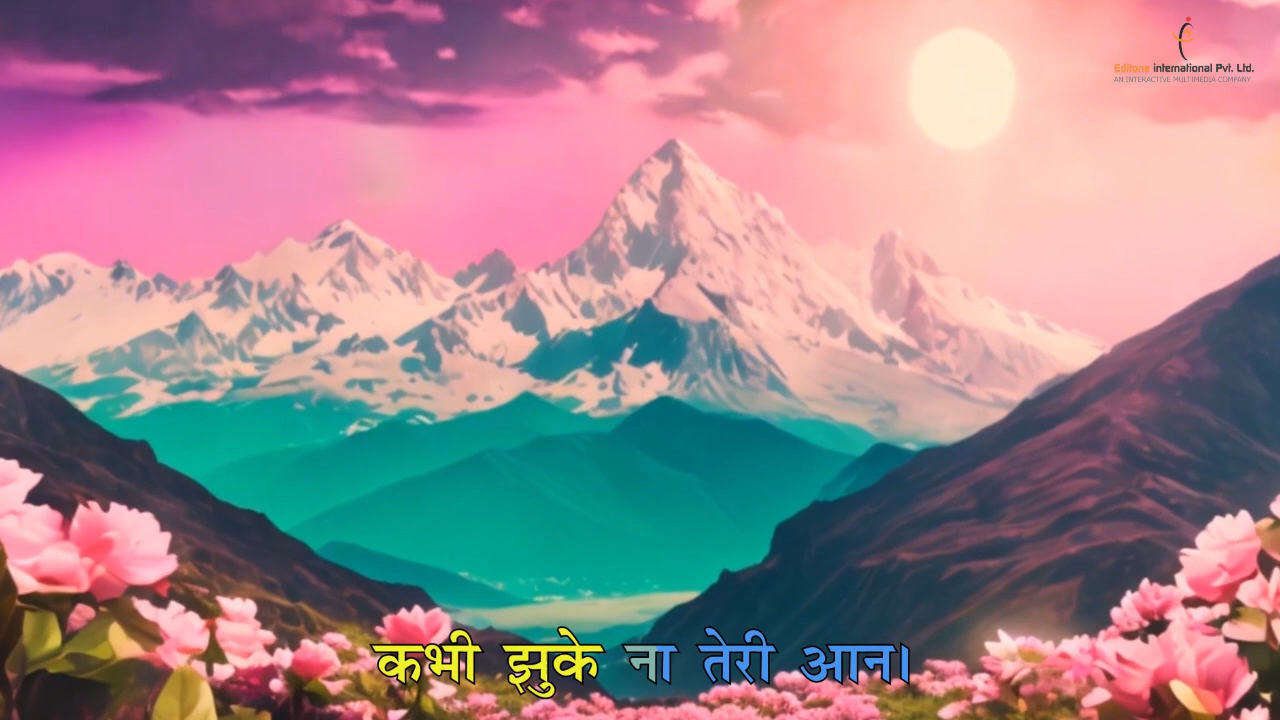 Editone international Pvt. Ltd.
AN INTERACTIVE MULTIMEDIA COMPANY
कभी झुके ना तेरी आन।